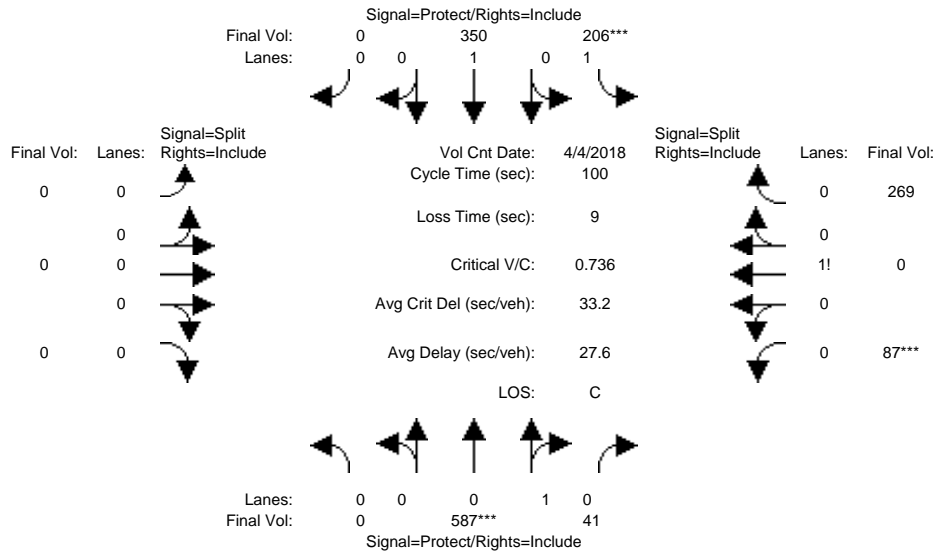 Signal=Protect/Rights=Include
Final Vol: 0 350 206***
Lanes: 0 0 1 0 1
Signal=Split Signal=Split
Final Vol: Lanes: Rights=Include Vol Cnt Date: 4/4/2018 Rights=Include Lanes: Final Vol:
Cycle Time (sec): 100
0 0 0 269
Loss Time (sec): 9
0 0
0 0 Critical V/C: 0.736 1! 0
0 Avg Crit Del (sec/veh): 33.2 0
0 0 Avg Delay (sec/veh): 27.6 0 87***
LOS: C
Lanes: 0 0 0 1 0
Final Vol: 0 587*** 41
Signal=Protect/Rights=Include